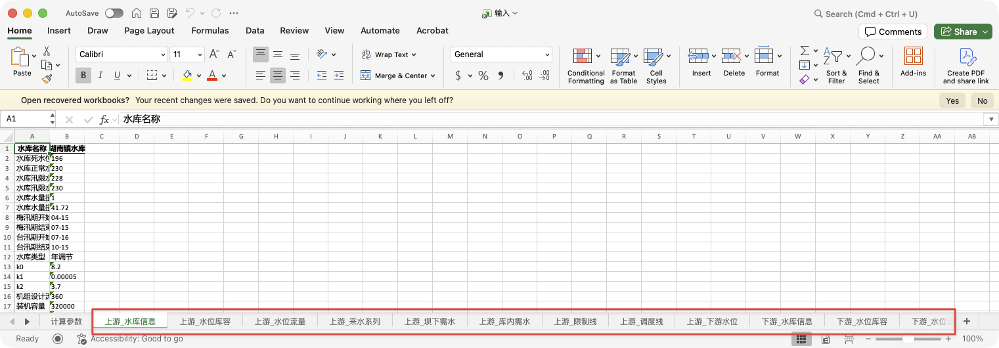 AutoSave
输入
Search (Cmd + Ctrl + U)
Home Insert Draw Page Layout Formulas Data Review View Automate Acrobat
Comments
Share
Paste
Calibri
11
B I U
A
Wrap Text
Merge & Center
General
$ %
Conditional Formatting
Format as Table
Cell Styles
Insert
Delete
Format
Sort & Filter
Find & Select
Add-ins
Create PDF and share link
Open recovered workbooks? Your recent changes were saved. Do you want to continue working where you left off?
Yes
No
A1
fx
水库名称
A B C D E F G H I J K L M N O P Q R S T U V W X Y Z AA AB
1 水库名称 湖南镇水库
2 水库死水位 196
3 水库正常水 230
4 水库汛限水 228
5 水库汛限水 230
6 水库水量 1
7 水库水量 41.72
8 梅汛期开始 04-15
9 梅汛期结束 07-15
10 台汛期开始 07-16
11 台汛期结束 10-15
12 水库类型 年调节
13 k0 8.2
14 k1 0.00005
15 k2 3.7
16 机组设计 360
17 装机容量 320000
计算参数 上游_水库信息 上游_水位库容 上游_水位流量 上游_来水系列 上游_坝下需水 上游_库内需水 上游_限制线 上游_调度线 上游_下游水位 下游_水库信息 下游_水位库容 下游_水位
Ready
Accessibility: Good to go
100%